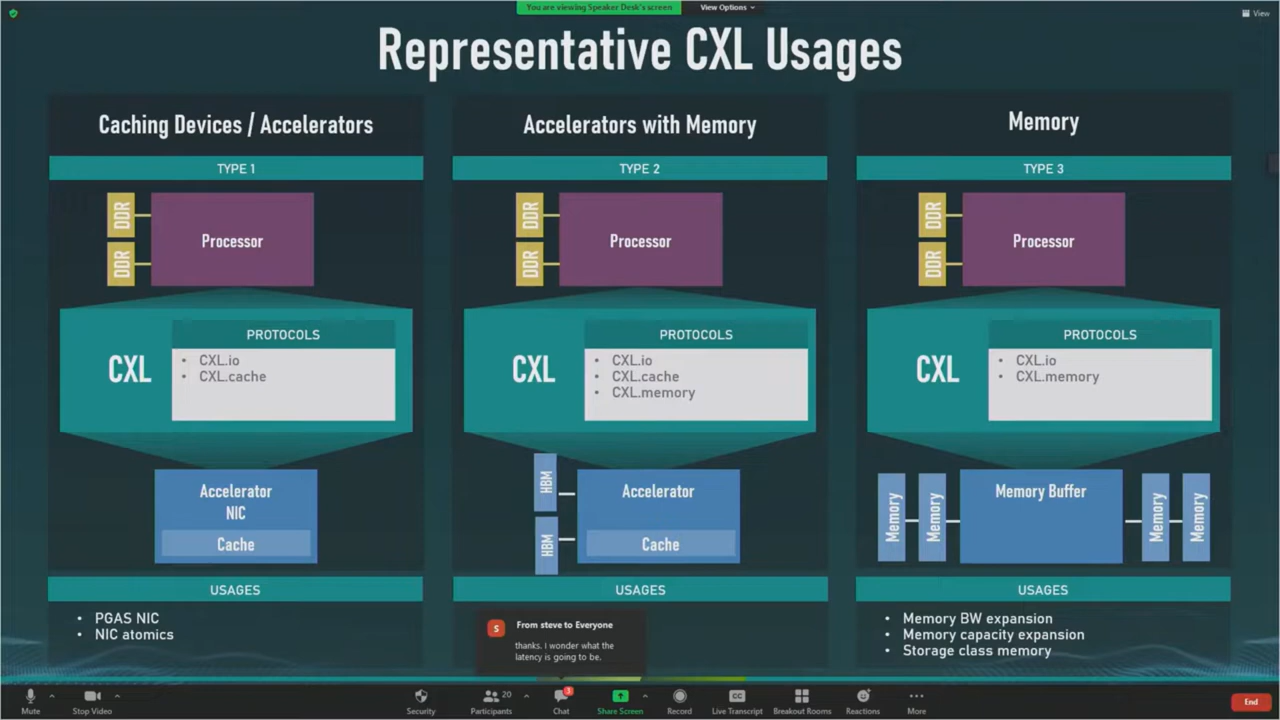 You are viewing Speaker Desk's screen
View Options
View
Representative CXL Usages
Caching Devices / Accelerators
TYPE 1
DDR
DDR
Processor
CXL
PROTOCOLS
• CXL.io
• CXL.cache
Accelerator
NIC
Cache
USAGES
• PGAS NIC
• NIC atomics
Accelerators with Memory
TYPE 2
DDR
DDR
Processor
CXL
PROTOCOLS
• CXL.io
• CXL.cache
• CXL.memory
HBM
HBM
Accelerator
Cache
USAGES
Memory
TYPE 3
DDR
DDR
Processor
CXL
PROTOCOLS
• CXL.io
• CXL.memory
Memory
Memory
Memory Buffer
Memory
Memory
USAGES
• Memory BW expansion
• Memory capacity expansion
• Storage class memory
S
From steve to Everyone
thanks. I wonder what the
latency is going to be.
Mute
Stop Video
Security
Participants
20
Chat
3
Share Screen
Record
CC
Live Transcript
Breakout Rooms
Reactions
More
End